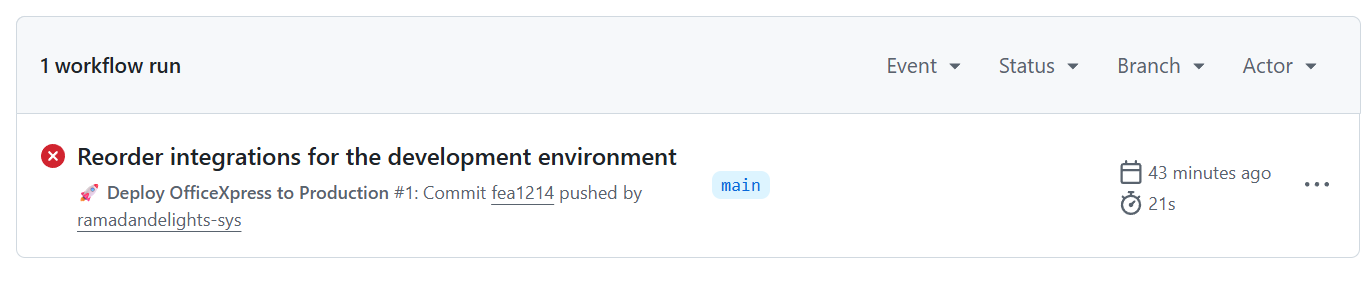 1 workflow run
Event
Status
Branch
Actor
Reorder integrations for the development environment
🚀 Deploy OfficeXpress to Production #1: Commit fea1214 pushed by
ramadandelights-sys
main
43 minutes ago
21s